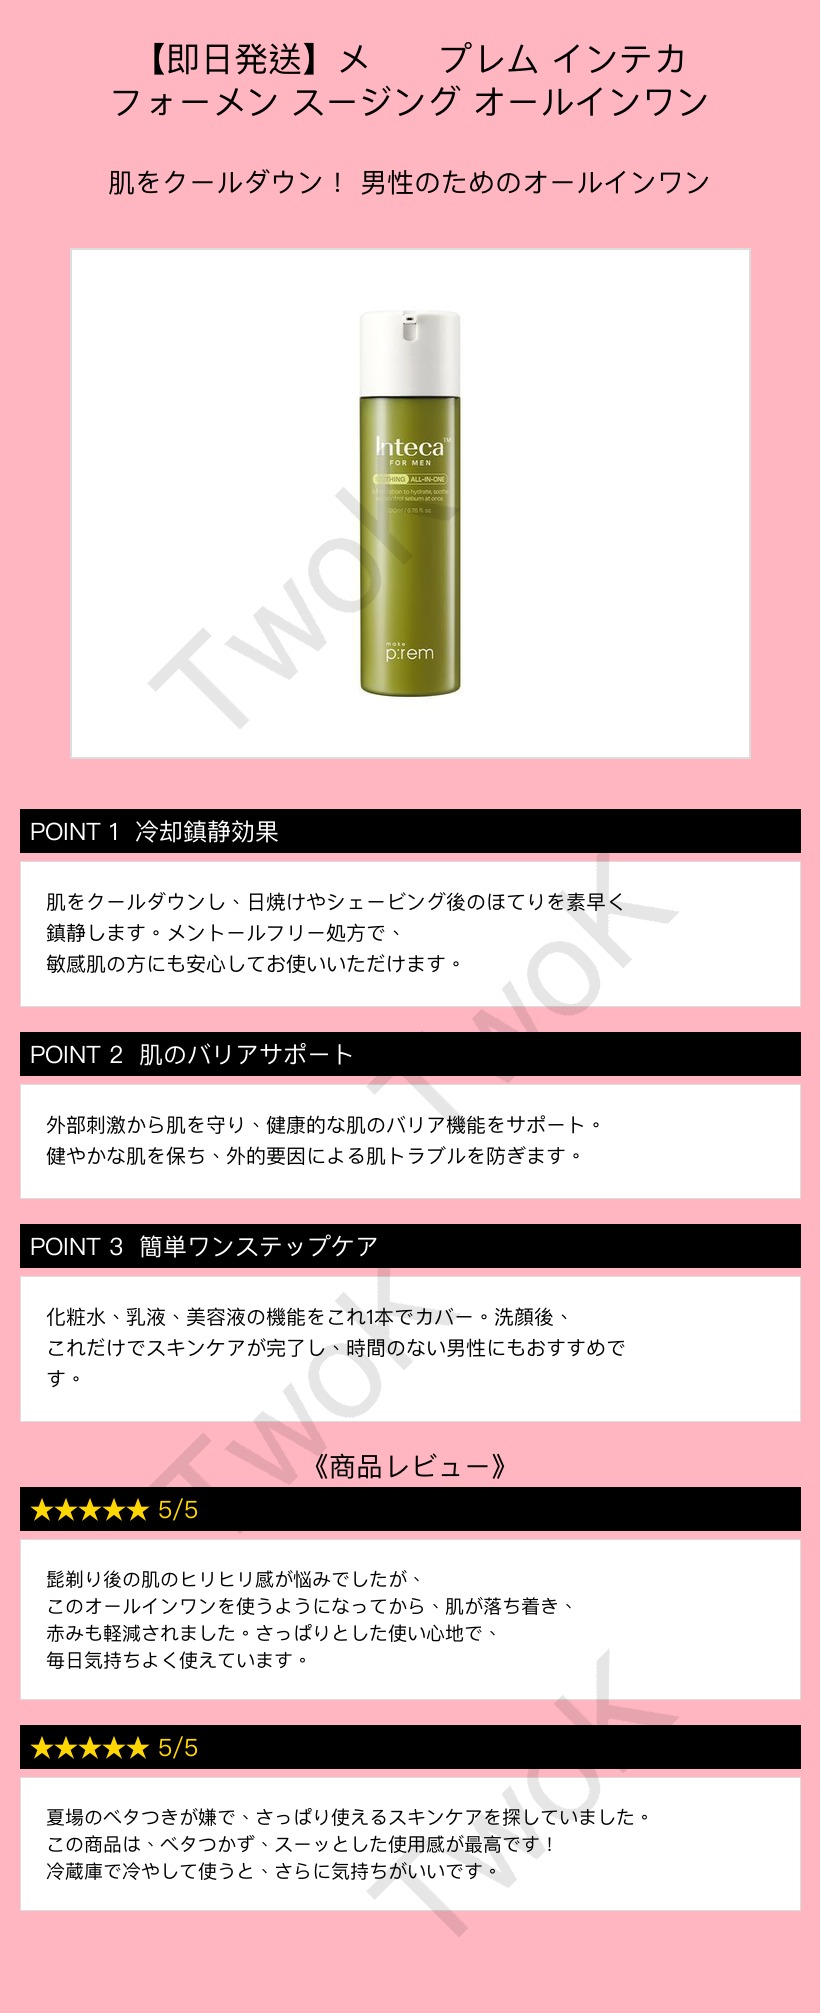 【即日発送】メ　　プレム インテカ
フォーメン スージング オールインワン
肌をクールダウン！ 男性のためのオールインワン
Inteca™
FOR MEN
ALL-IN-ONE
make
p:rem
TwoK
POINT 1 冷却鎮静効果
肌をクールダウンし、日焼けやシェービング後のほてりを素早く
鎮静します。メントールフリー処方で、
敏感肌の方にも安心してお使いいただけます。
TwoK
POINT 2 肌のバリアサポート
外部刺激から肌を守り、健康的な肌のバリア機能をサポート。
健やかな肌を保ち、外的要因による肌トラブルを防ぎます。
POINT 3 簡単ワンステップケア
化粧水、乳液、美容液の機能をこれ1本でカバー。洗顔後、
これだけでスキンケアが完了し、時間のない男性にもおすすめで
す。
TwoK
《商品レビュー》
★★★★★ 5/5
髭剃り後の肌のヒリヒリ感が悩みでしたが、
このオールインワンを使うようになってから、肌が落ち着き、
赤みも軽減されました。さっぱりとした使い心地で、
毎日気持ちよく使えています。
★★★★★ 5/5
夏場のベタつきが嫌で、さっぱり使えるスキンケアを探していました。
この商品は、ベタつかず、スーッとした使用感が最高です！
冷蔵庫で冷やして使うと、さらに気持ちがいいです。
TwoK